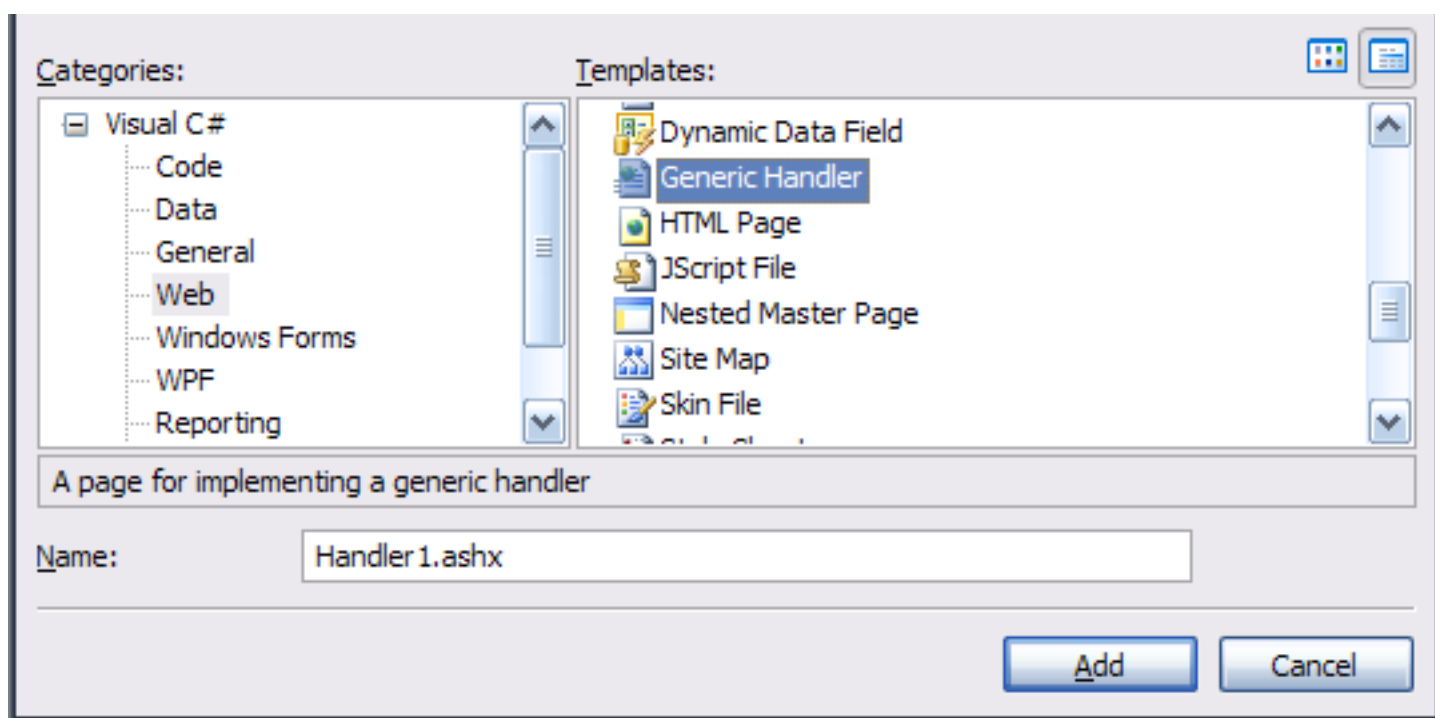 Categories:
Templates:
Visual C#
Code
Data
General
Web
Windows Forms
WPF
Reporting
Dynamic Data Field
Generic Handler
HTML Page
JScript File
Nested Master Page
Site Map
Skin File
A page for implementing a generic handler
Name:
Handler1.ashx
Add
Cancel